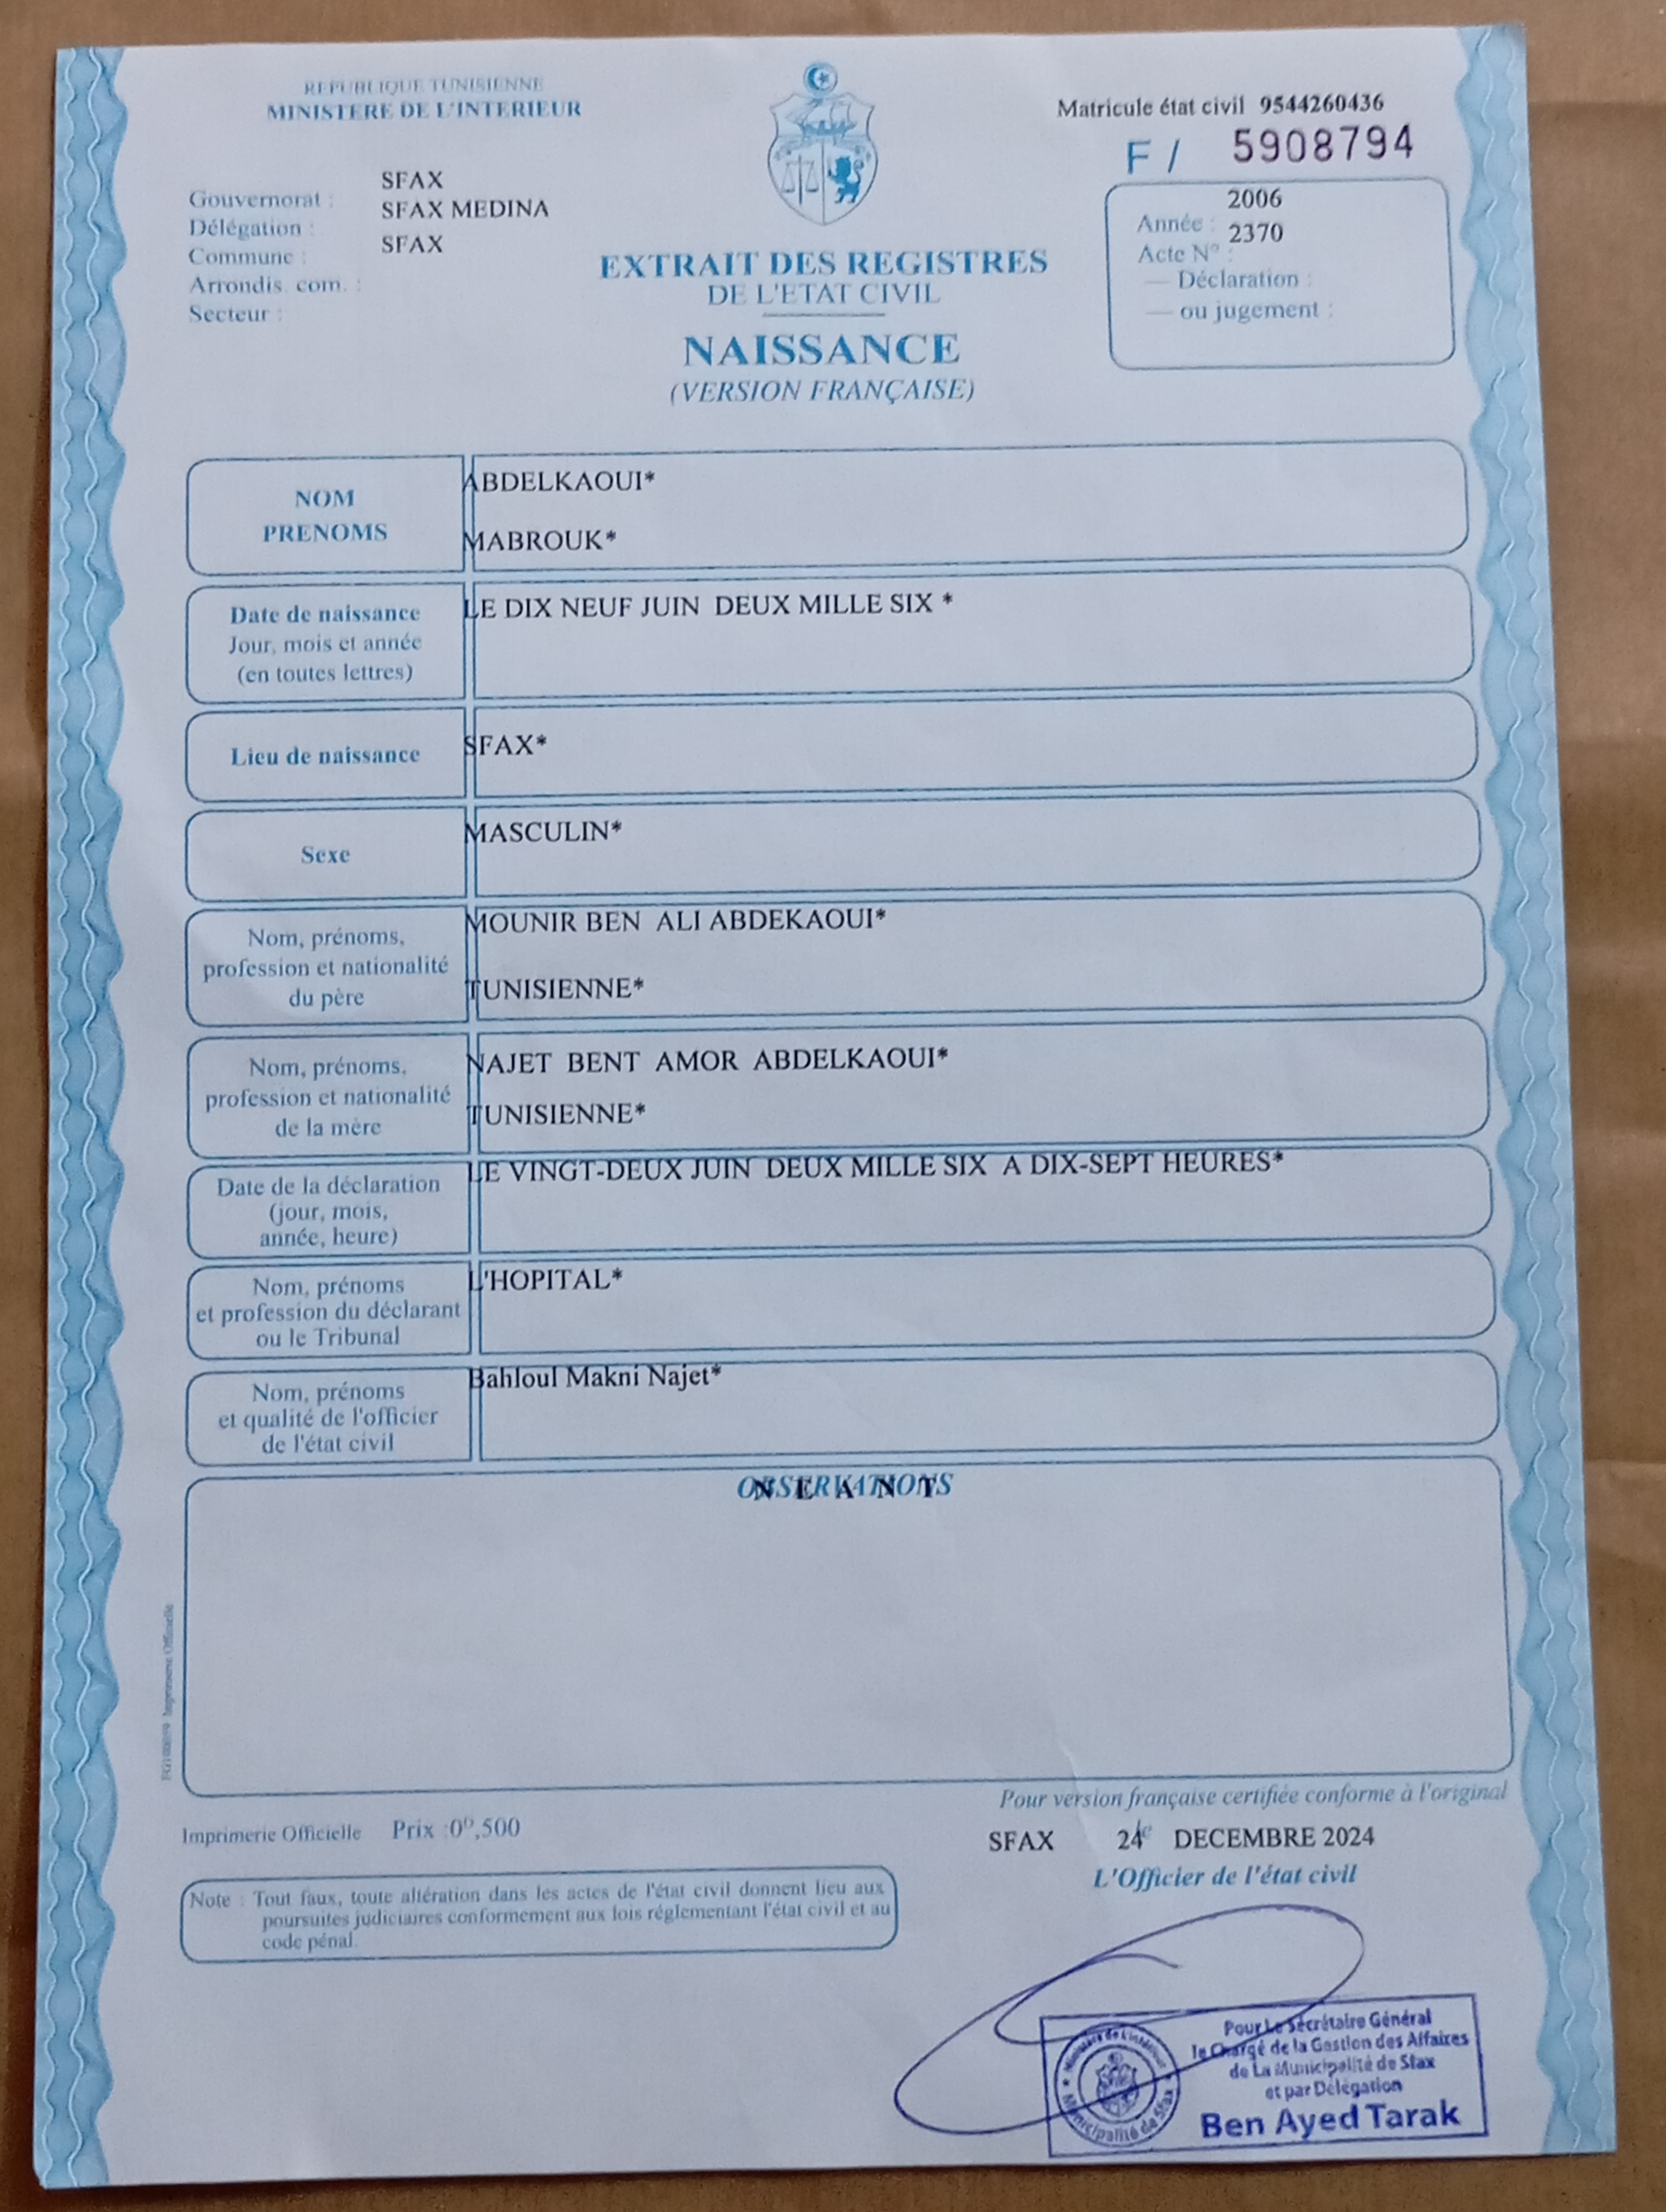 REPUBLIQUE TUNISIENNE
MINISTERE DE L'INTERIEUR
Matricule état civil 9544260436
F / 5908794
Gouvernorat : SFAX
Délégation : SFAX MEDINA
Commune : SFAX
Arrondis. com. :
Secteur :
2006
Année :
2370
Acte N° :
— Déclaration :
— ou jugement :
EXTRAIT DES REGISTRES
DE L'ETAT CIVIL
NAISSANCE
(VERSION FRANÇAISE)
NOM
PRENOMS
ABDELKAOUI*
MABROUK*
Date de naissance
Jour, mois et année
(en toutes lettres)
LE DIX NEUF JUIN DEUX MILLE SIX *
Lieu de naissance
SFAX*
Sexe
MASCULIN*
Nom, prénoms,
profession et nationalité
du père
MOUNIR BEN ALI ABDEKAOUI*
TUNISIENNE*
Nom, prénoms,
profession et nationalité
de la mère
NAJET BENT AMOR ABDELKAOUI*
TUNISIENNE*
Date de la déclaration
(jour, mois,
année, heure)
LE VINGT-DEUX JUIN DEUX MILLE SIX A DIX-SEPT HEURES*
Nom, prénoms
et profession du déclarant
ou le Tribunal
L'HOPITAL*
Nom, prénoms
et qualité de l'officier
de l'état civil
Bahloul Makni Najet*
OBSERVATIONS
N E A N T
Imprimerie Officielle
Pour version française certifiée conforme à l'original
Imprimerie Officielle Prix :0D,500
SFAX le 24 DECEMBRE 2024
L'Officier de l'état civil
Note : Tout faux, toute altération dans les actes de l'état civil donnent lieu aux
poursuites judiciaires conformement aux lois réglementant l'état civil et au
code pénal.
Ministère de l'intérieur
Municipalité de Sfax
Pour Le Secrétaire Général
le Chargé de la Gestion des Affaires
de La Municipalité de Sfax
et par Délégation
Ben Ayed Tarak